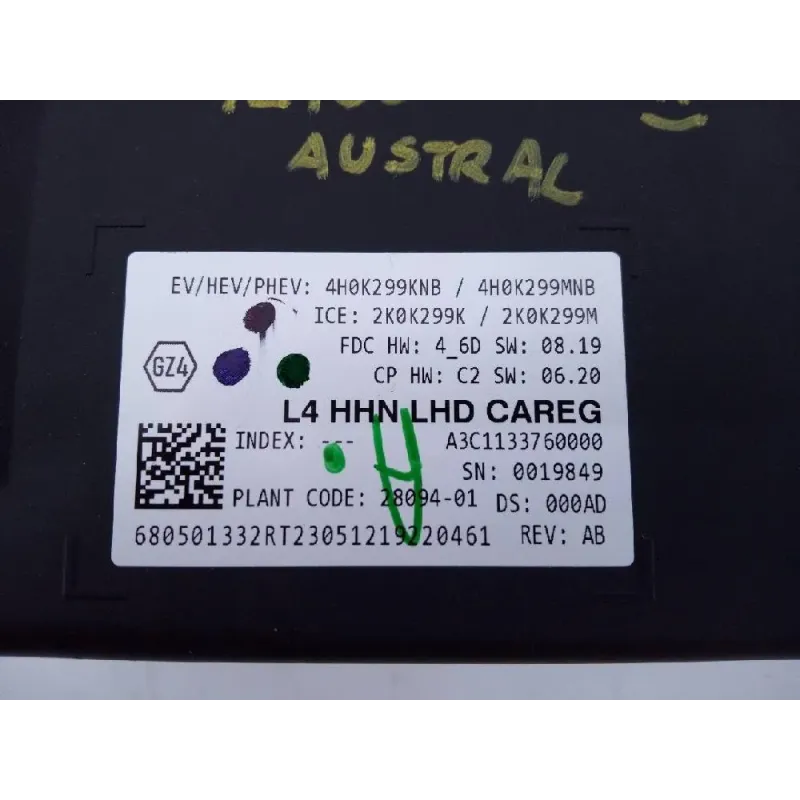 AUSTRAL
EV/HEV/PHEV: 4H0K299KNB / 4H0K299MNB
ICE: 2K0K299K / 2K0K299M
FDC HW: 4_6D SW: 08.19
GZ4
CP HW: C2 SW: 06.20
L4 HHN LHD CAREG
INDEX: --- A3C1133760000
SN: 0019849
PLANT CODE: 28094-01 DS: 000AD
680501332RT23051219220461 REV: AB